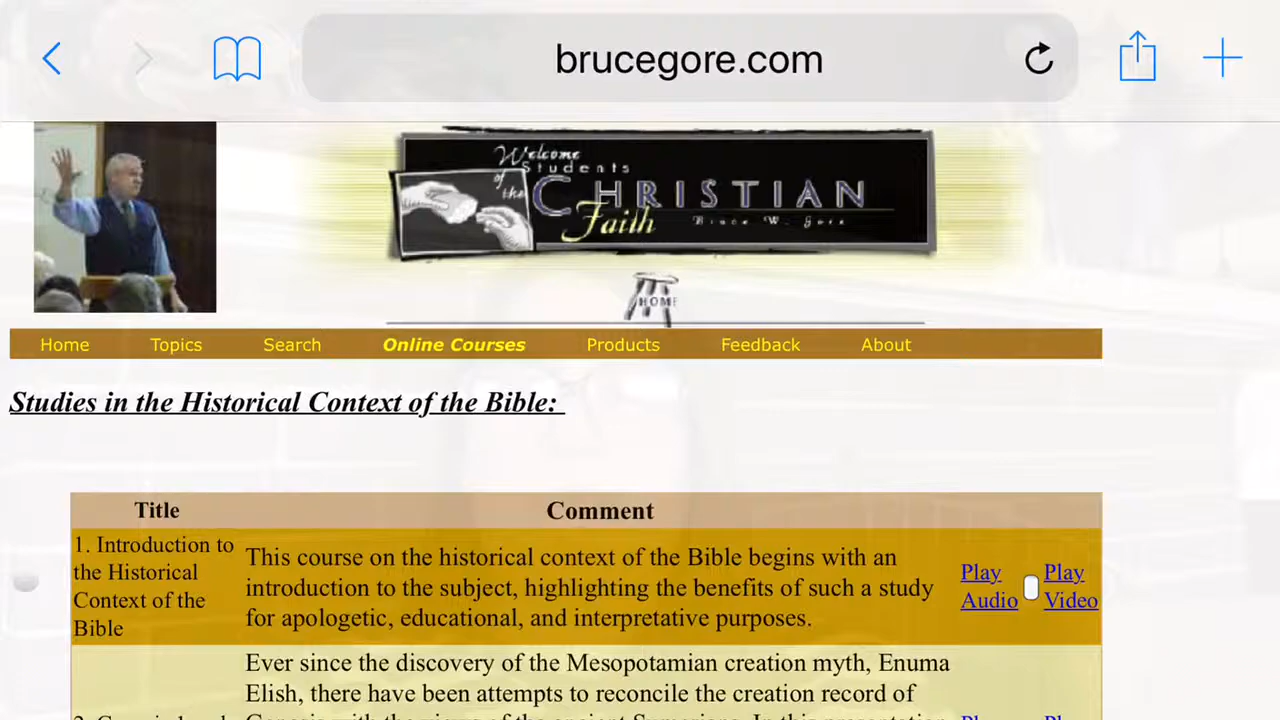 brucegore.com
Welcome
Students
of
the
CHRISTIAN
Faith
Bruce W. Gore
HOME
Home Topics Search Online Courses Products Feedback About
Studies in the Historical Context of the Bible:
Title Comment
1. Introduction to
the Historical
Context of the
Bible
This course on the historical context of the Bible begins with an
introduction to the subject, highlighting the benefits of such a study
for apologetic, educational, and interpretative purposes.
Play
Audio
Play
Video
Ever since the discovery of the Mesopotamian creation myth, Enuma
Elish, there have been attempts to reconcile the creation record of